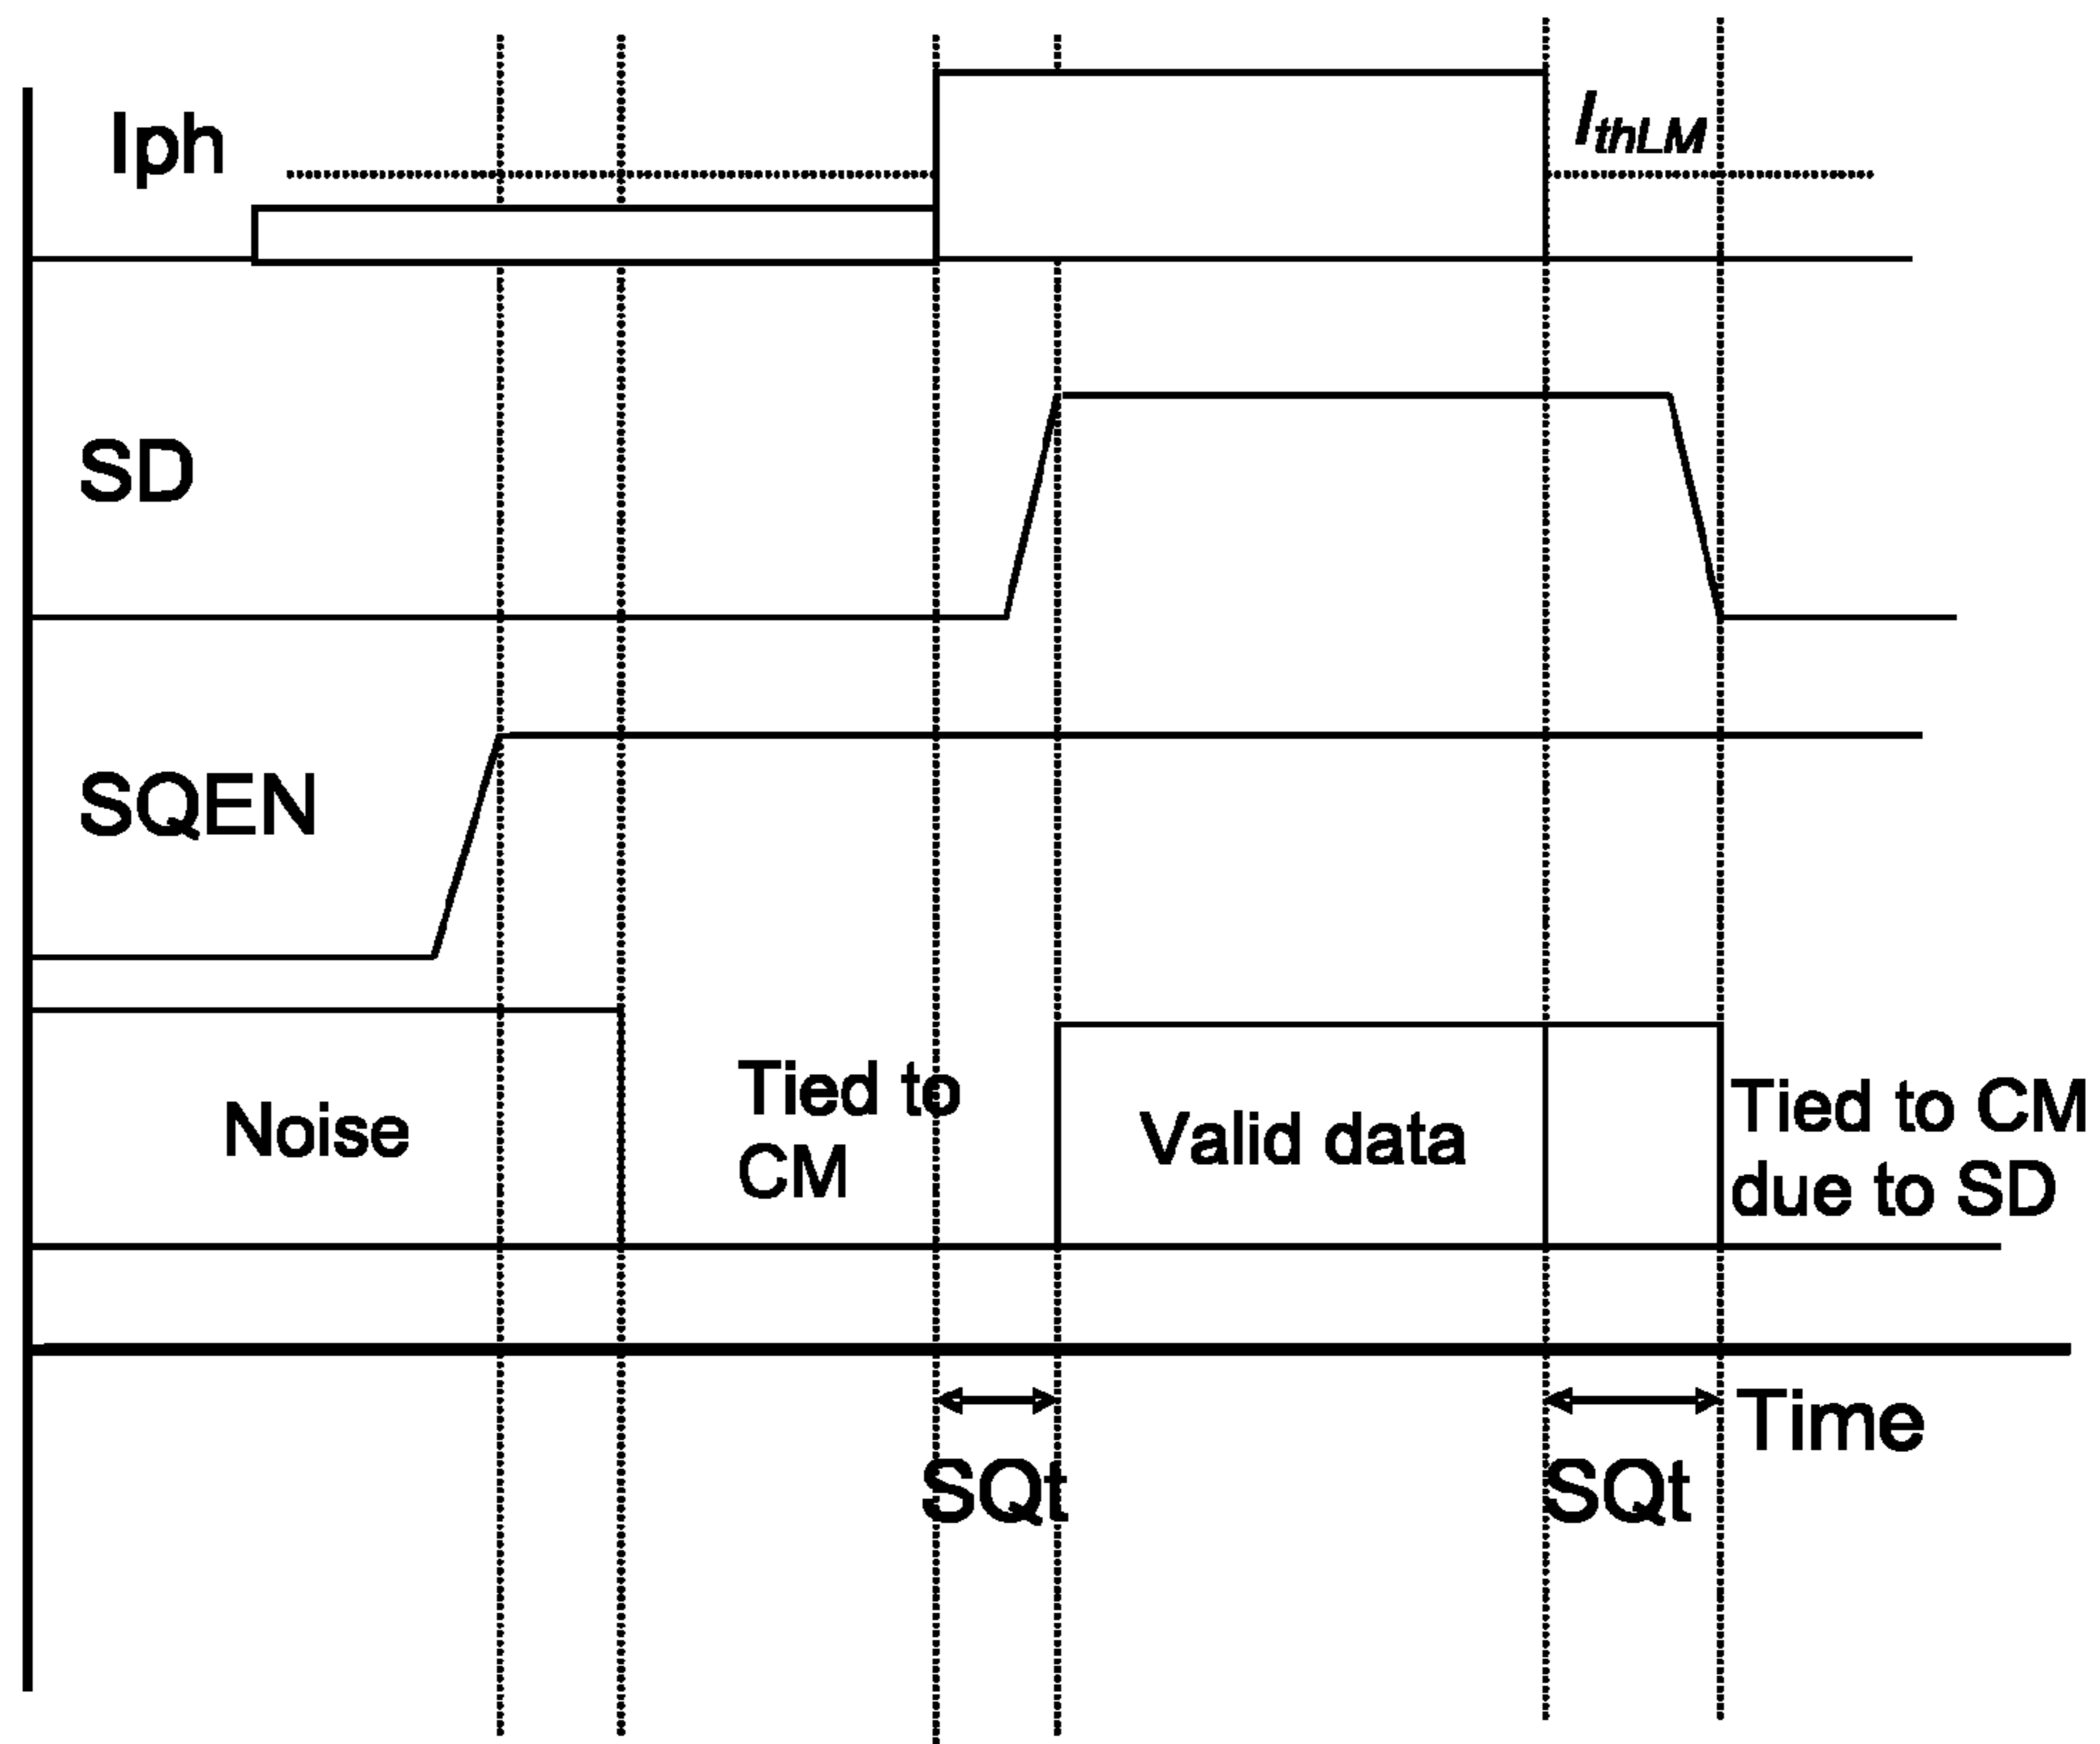 Iph
IthLM
SD
SQEN
Noise
Tied to
CM
Valid data
Tied to CM
due to SD
Time
SQt
SQt